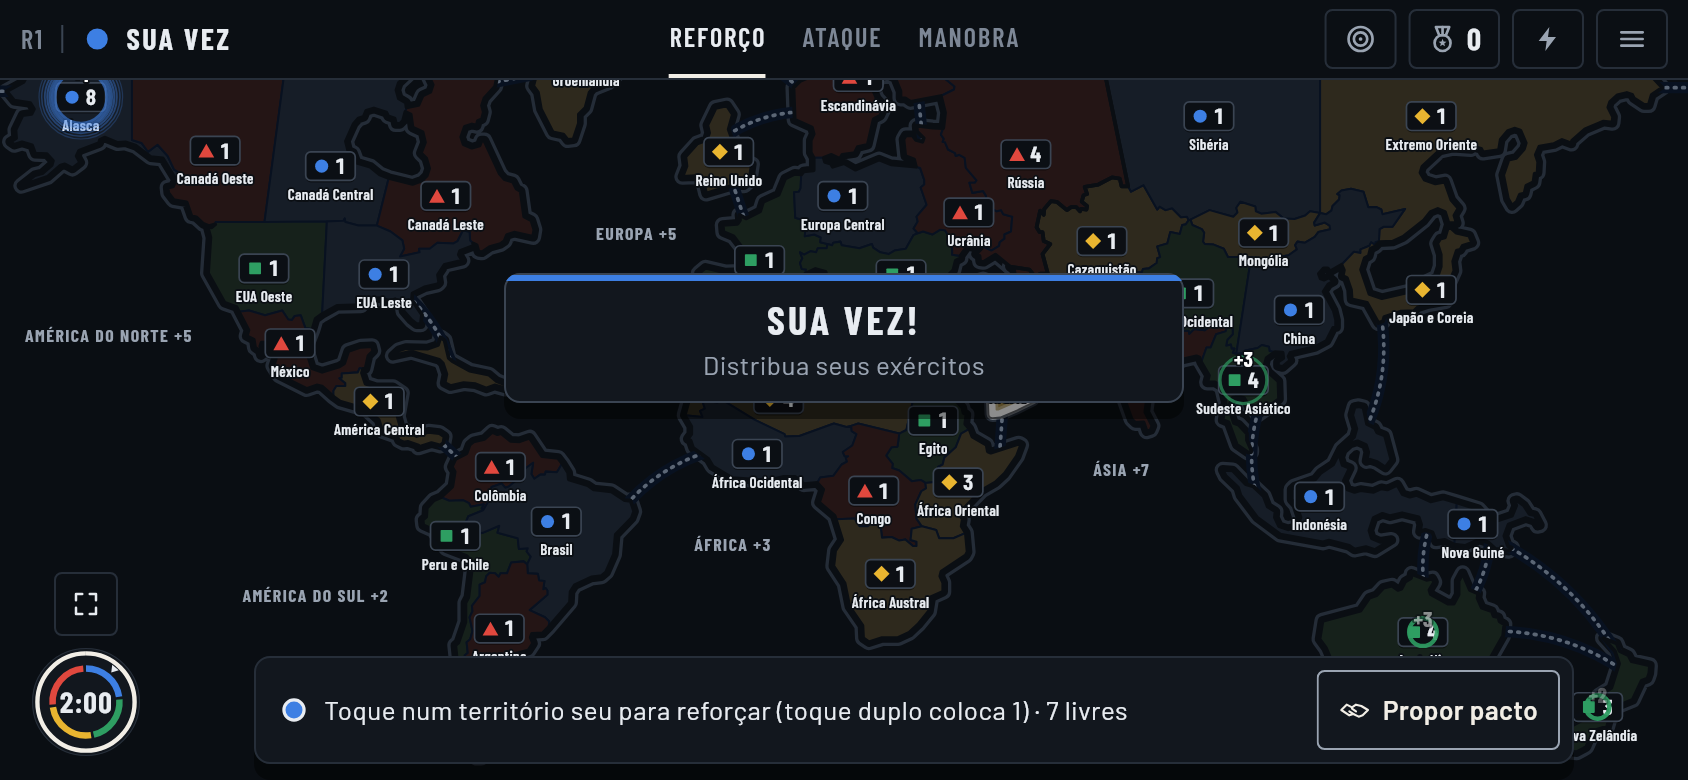 R1
SUA VEZ
REFORÇO
ATAQUE
MANOBRA
0
8
Alasca
Groenlândia
1
Escandinávia
1
Sibéria
1
Extremo Oriente
1
Canadá Oeste
1
Canadá Central
1
Canadá Leste
1
Reino Unido
1
Europa Central
4
Rússia
1
Ucrânia
1
Cazaquistão
1
Mongólia
EUROPA +5
1
EUA Oeste
1
EUA Leste
1
1
1
Ocidental
1
China
1
Japão e Coreia
AMÉRICA DO NORTE +5
1
México
SUA VEZ!
Distribua seus exércitos
+3
4
Sudeste Asiático
1
América Central
1
Egito
1
África Ocidental
1
Colômbia
1
Congo
3
África Oriental
ÁSIA +7
1
Indonésia
1
Nova Guiné
1
Peru e Chile
1
Brasil
ÁFRICA +3
1
África Austral
AMÉRICA DO SUL +2
1
Argentina
+3
4
2:00
Toque num território seu para reforçar (toque duplo coloca 1) · 7 livres
Propor pacto
3
va Zelândia